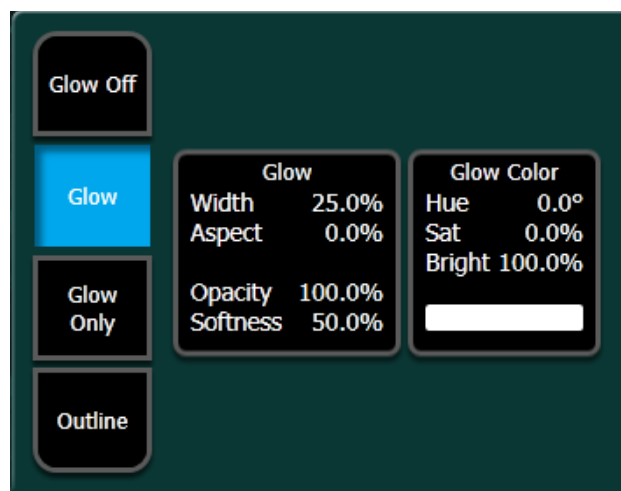 Glow Off
Glow
Glow
Only
Outline
Glow
Width 25.0%
Aspect 0.0%
Opacity 100.0%
Softness 50.0%
Glow Color
Hue 0.0°
Sat 0.0%
Bright 100.0%